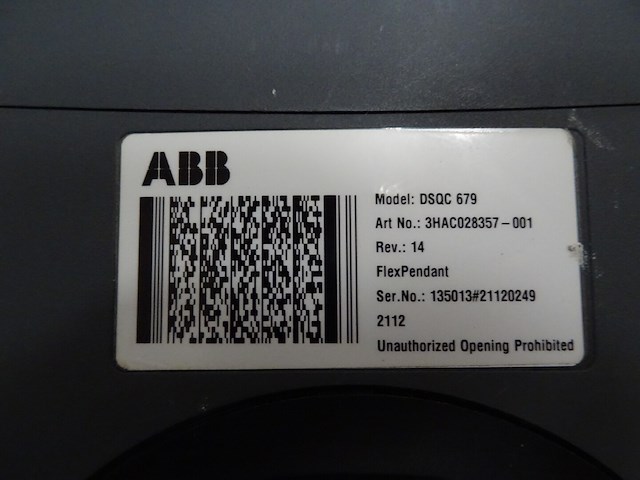 ABB
Model: DSQC 679
Art No.: 3HAC028357-001
Rev.: 14
FlexPendant
Ser.No.: 135013#21120249
2112
Unauthorized Opening Prohibited